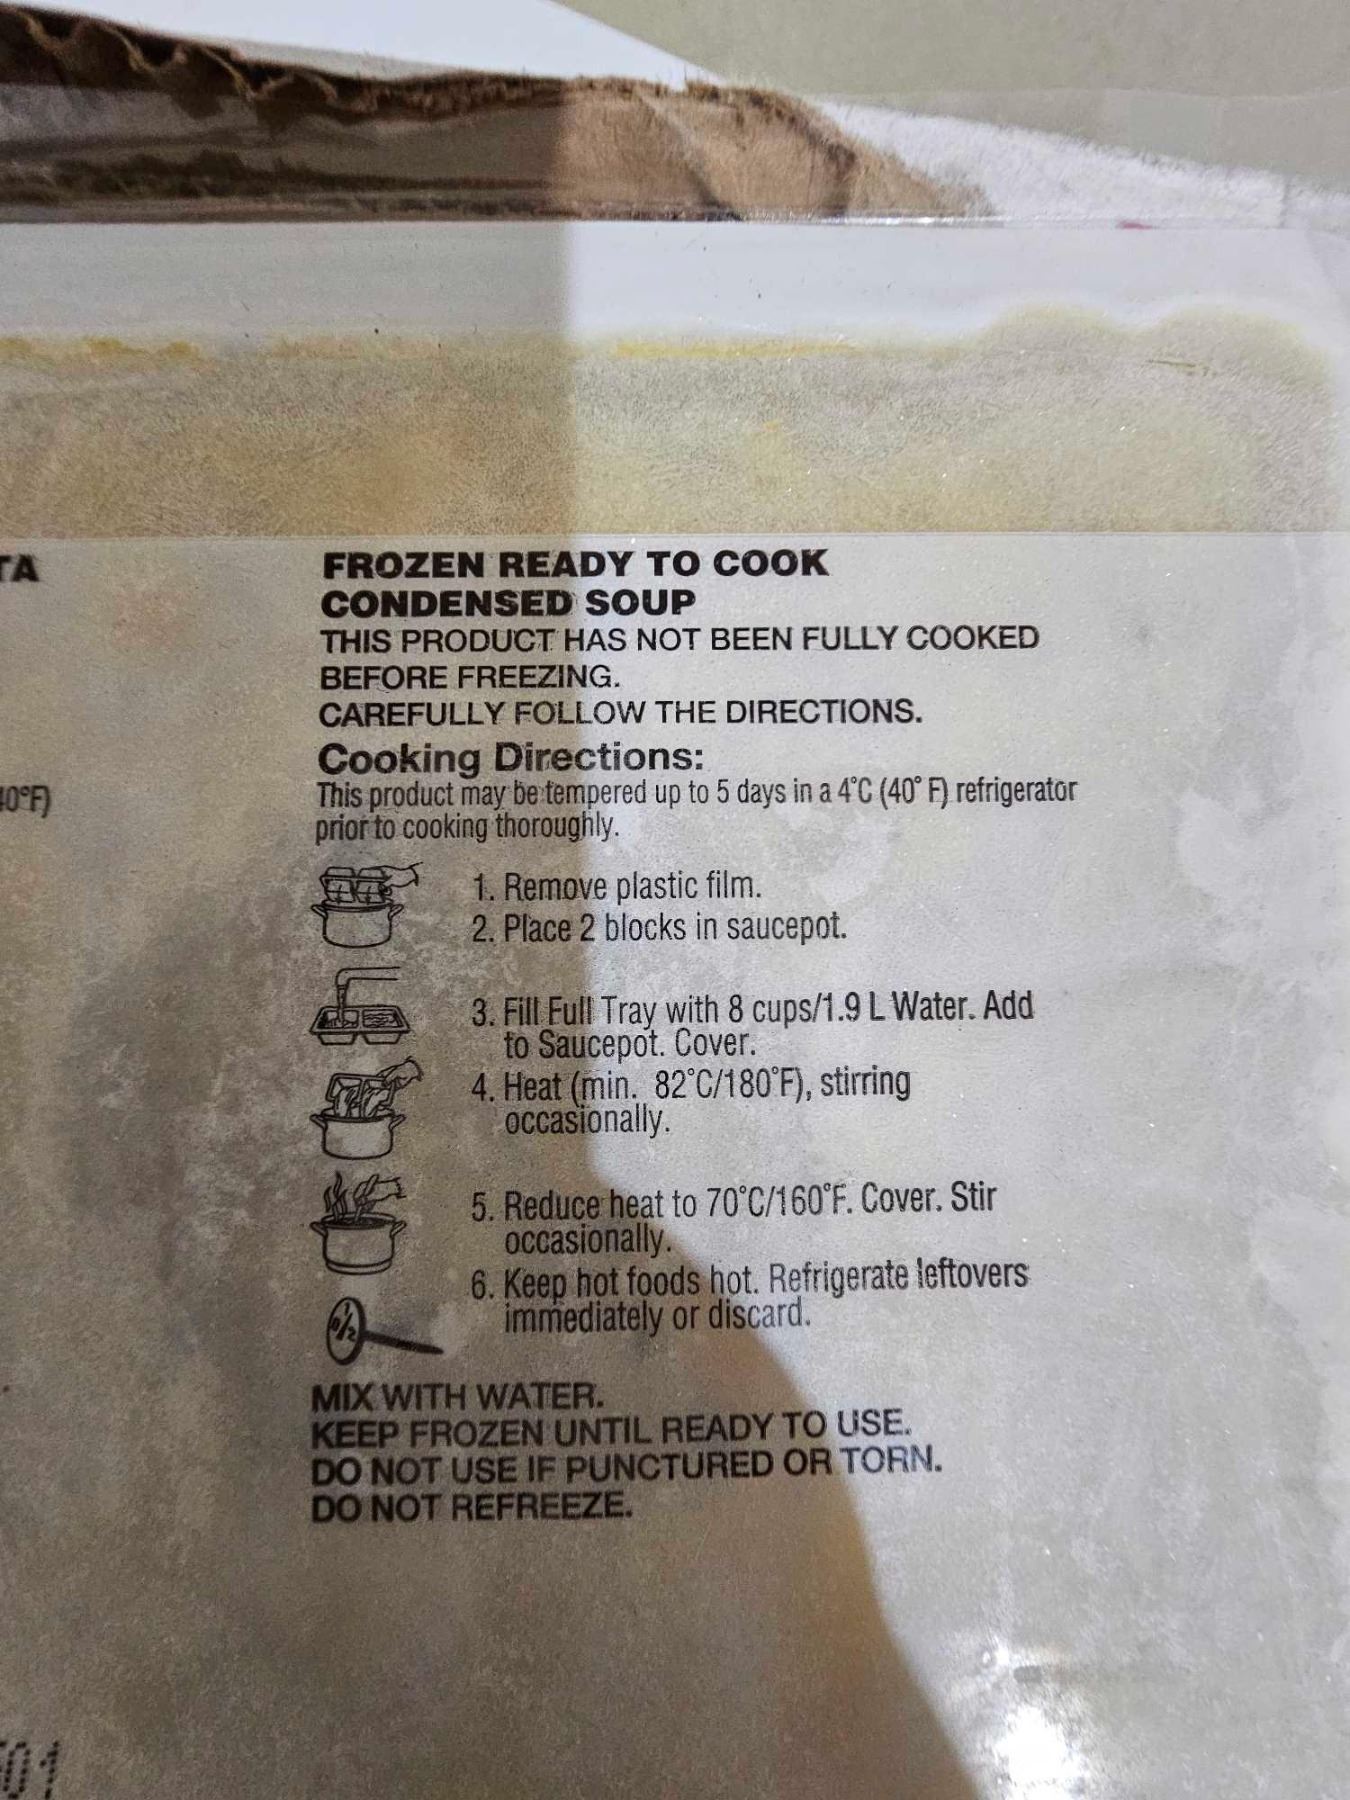 TA
FROZEN READY TO COOK
CONDENSED SOUP
THIS PRODUCT HAS NOT BEEN FULLY COOKED
BEFORE FREEZING.
CAREFULLY FOLLOW THE DIRECTIONS.
Cooking Directions:
40°F)
This product may be tempered up to 5 days in a 4°C (40° F) refrigerator
prior to cooking thoroughly.
1. Remove plastic film.
2. Place 2 blocks in saucepot.
3. Fill Full Tray with 8 cups/1.9 L Water. Add
to Saucepot. Cover.
4. Heat (min. 82°C/180°F), stirring
occasionally.
5. Reduce heat to 70°C/160°F. Cover. Stir
occasionally.
6. Keep hot foods hot. Refrigerate leftovers
immediately or discard.
MIX WITH WATER.
KEEP FROZEN UNTIL READY TO USE.
DO NOT USE IF PUNCTURED OR TORN.
DO NOT REFREEZE.
01